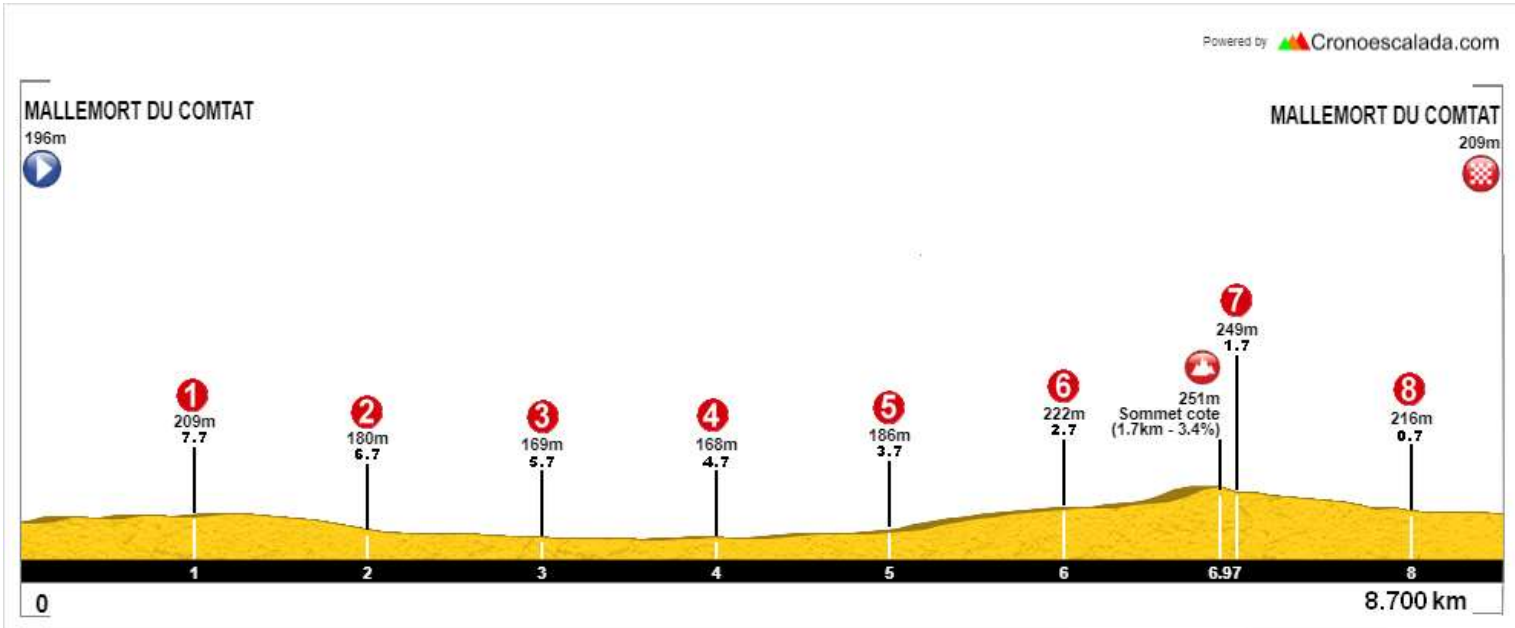 Powered by Cronoescalada.com
MALLEMORT DU COMTAT
196m
MALLEMORT DU COMTAT
209m
1
209m
7.7
2
180m
6.7
3
169m
5.7
4
168m
4.7
5
186m
3.7
6
222m
2.7
251m
Sommet cote
(1.7km - 3.4%)
7
249m
1.7
8
216m
0.7
1 2 3 4 5 6 6.97 8
0 8.700 km